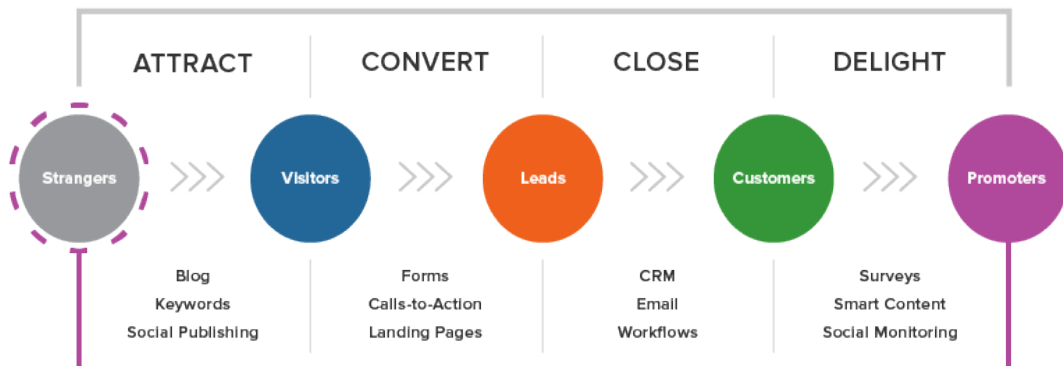 ATTRACT
CONVERT
CLOSE
DELIGHT
Strangers
Visitors
Leads
Customers
Promoters
Blog
Keywords
Social Publishing
Forms
Calls-to-Action
Landing Pages
CRM
Email
Workflows
Surveys
Smart Content
Social Monitoring